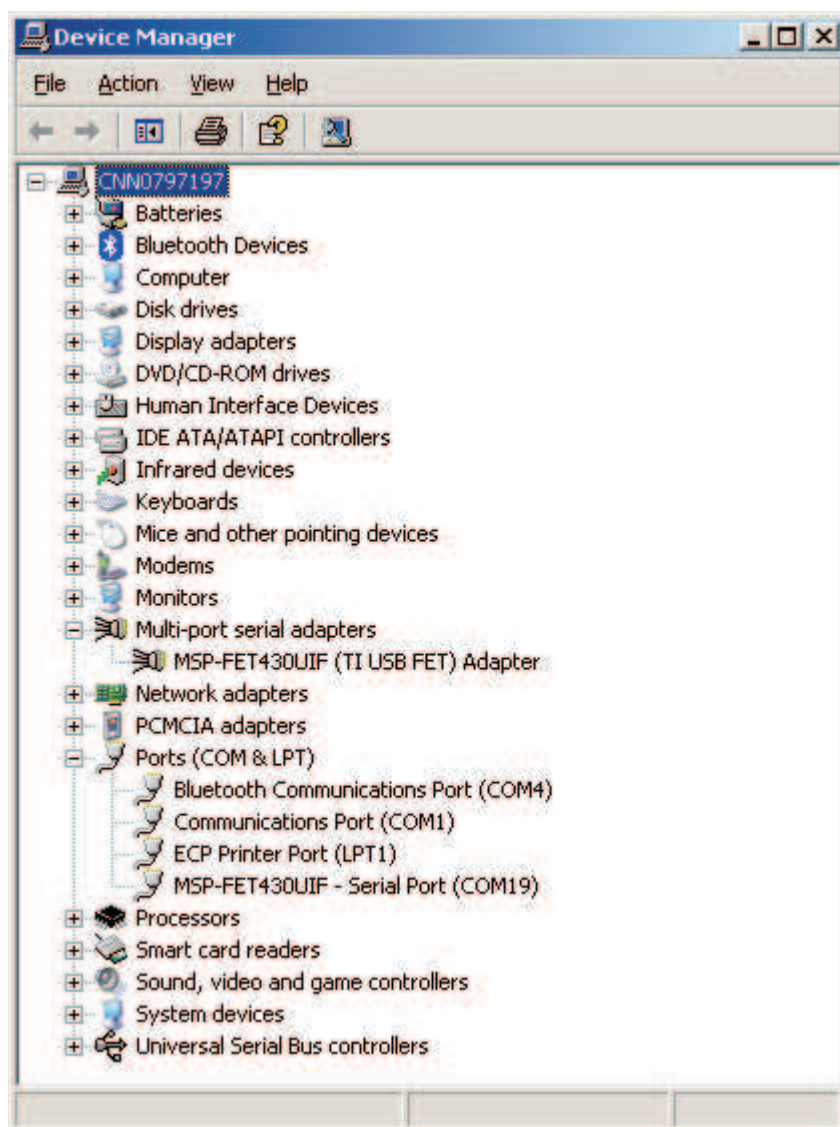 Device Manager
File Action View Help
CNN0797197
Batteries
Bluetooth Devices
Computer
Disk drives
Display adapters
DVD/CD-ROM drives
Human Interface Devices
IDE ATA/ATAPI controllers
Infrared devices
Keyboards
Mice and other pointing devices
Modems
Monitors
Multi-port serial adapters
MSP-FET430UIF (TI USB FET) Adapter
Network adapters
PCMCIA adapters
Ports (COM & LPT)
Bluetooth Communications Port (COM4)
Communications Port (COM1)
ECP Printer Port (LPT1)
MSP-FET430UIF - Serial Port (COM19)
Processors
Smart card readers
Sound, video and game controllers
System devices
Universal Serial Bus controllers